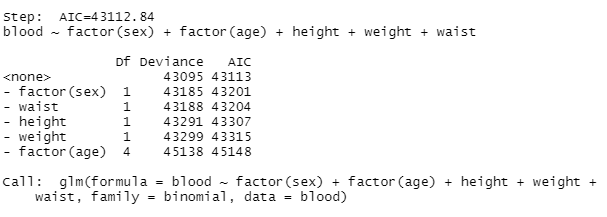 Step:  AIC=43112.84
blood ~ factor(sex) + factor(age) + height + weight + waist

              Df Deviance   AIC
<none>             43095 43113
- factor(sex)  1    43185 43201
- waist        1    43188 43204
- height       1    43291 43307
- weight       1    43299 43315
- factor(age)  4    45138 45148

Call:  glm(formula = blood ~ factor(sex) + factor(age) + height + weight +
    waist, family = binomial, data = blood)